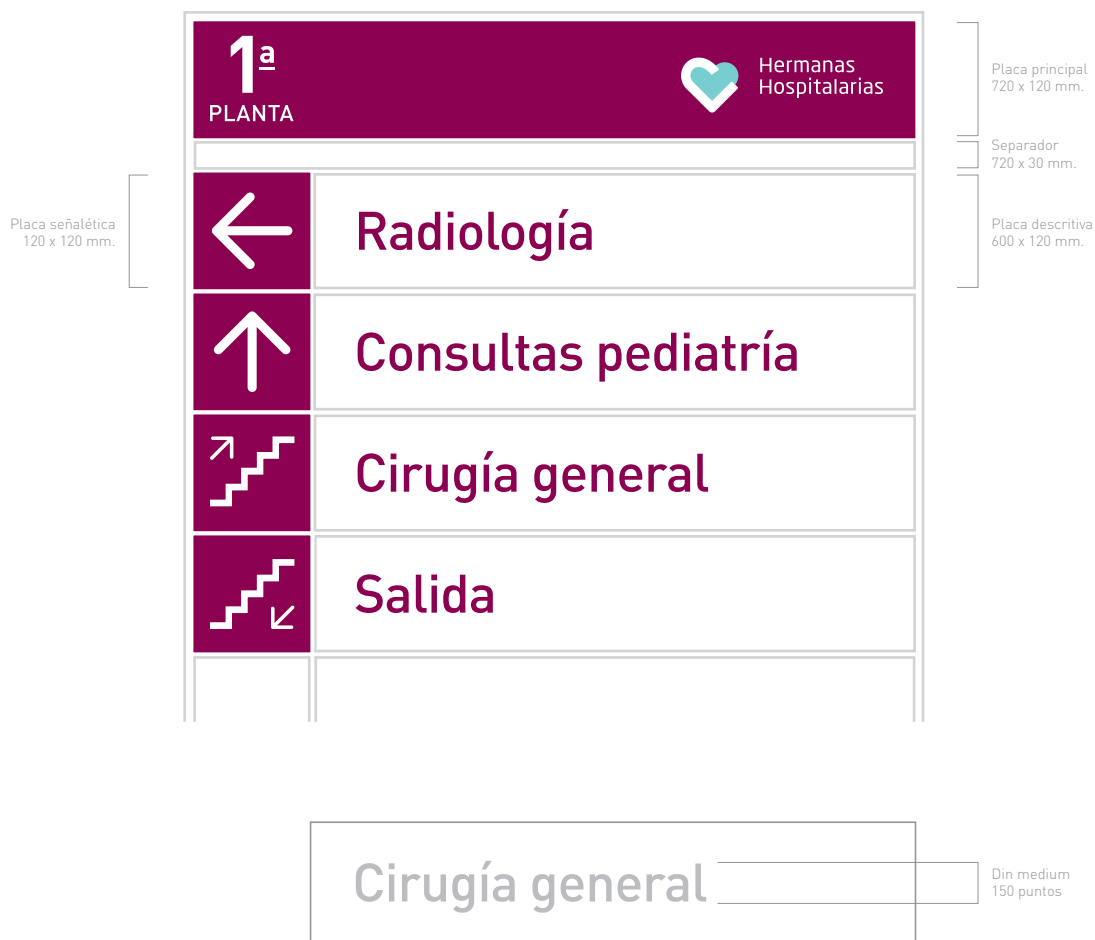 1ª
PLANTA
Hermanas
Hospitalarias
Placa principal
720 x 120 mm.
Separador
720 x 30 mm.
Placa señalética
120 x 120 mm.
Radiología
Placa descritiva
600 x 120 mm.
Consultas pediatría
Cirugía general
Salida
Cirugía general
Din medium
150 puntos